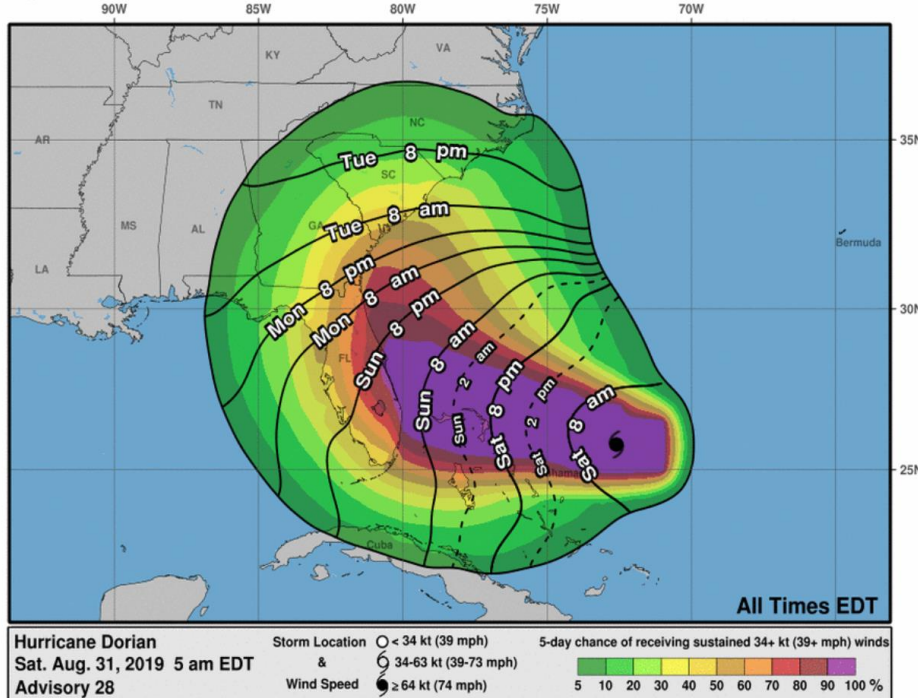 90W 85W 80W 75W 70W
KY VA
TN
NC
AR 35N
Tue 8 pm
SC
Tue 8 am
MS AL GA
Bermuda
LA
Mon 8 pm
Mon 8 am
30N
Sun 8 pm
FL
Sun 8 am
Sun 2 am
Sat 8 pm
Sat 2 pm
Sat 8 am
25N
Cuba
All Times EDT
Hurricane Dorian
Sat. Aug. 31, 2019 5 am EDT
Advisory 28
Storm Location
&
Wind Speed
< 34 kt (39 mph)
34-63 kt (39-73 mph)
≥ 64 kt (74 mph)
5-day chance of receiving sustained 34+ kt (39+ mph) winds
5 10 20 30 40 50 60 70 80 90 100 %